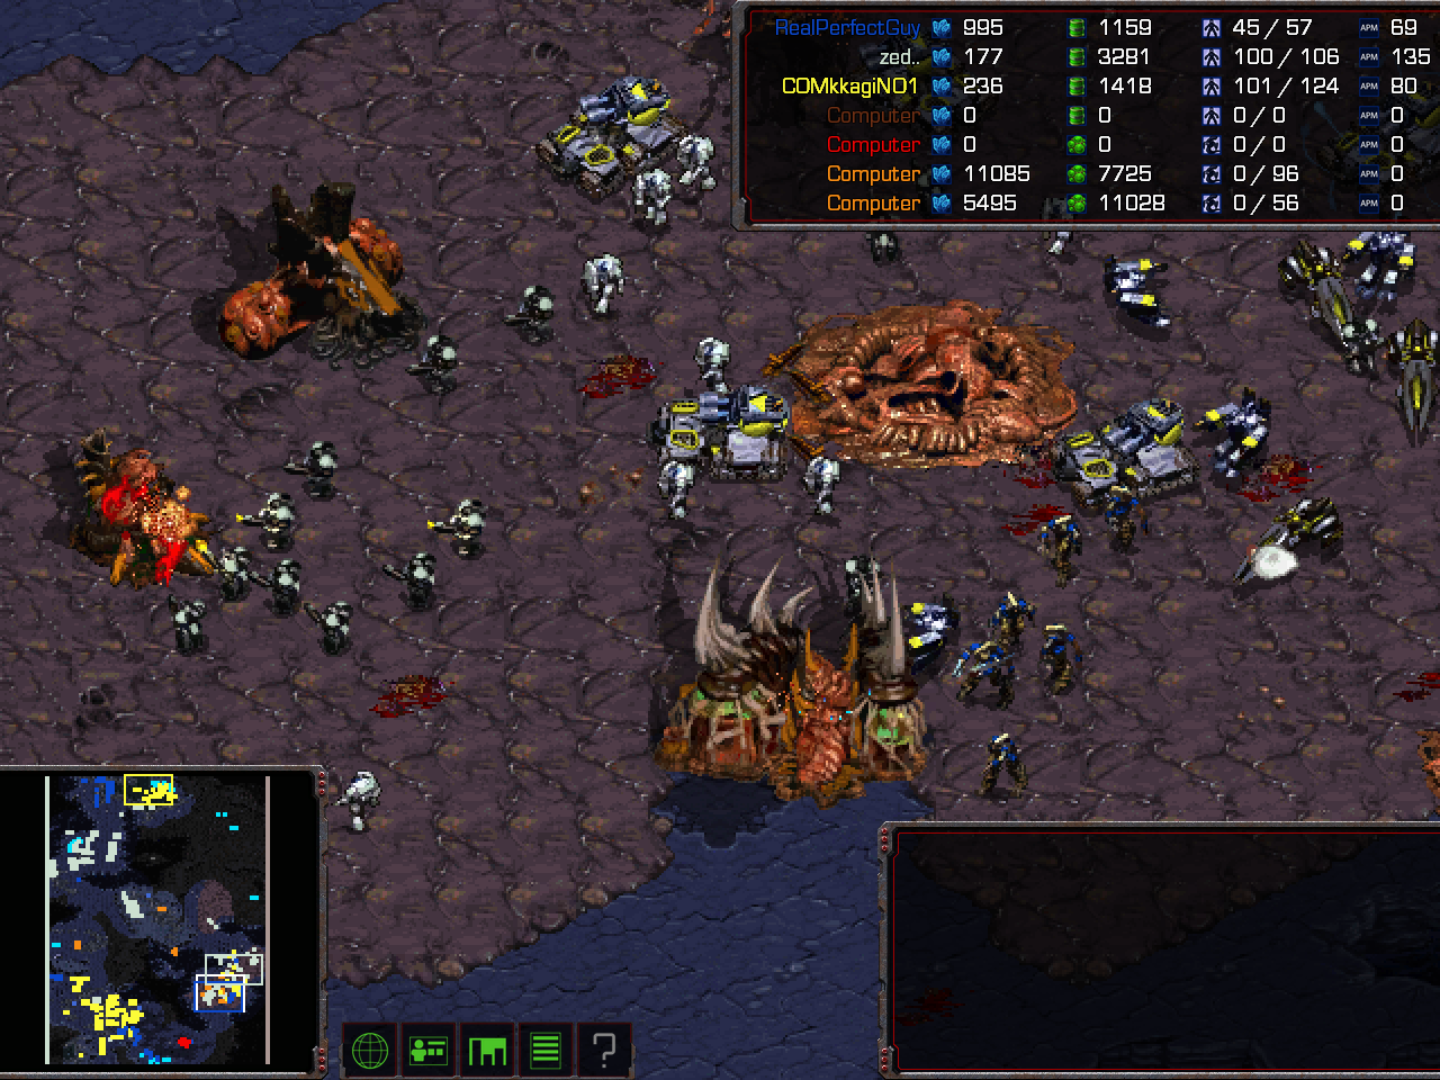 RealPerfectGuy 995 1159 45 / 57 APM 69
zed.. 177 3281 100 / 106 APM 135
COMkkagiNO1 236 1418 101 / 124 APM 80
Computer 0 0 0 / 0 APM 0
Computer 0 0 0 / 0 APM 0
Computer 11085 7725 0 / 96 APM 0
Computer 5495 11028 0 / 56 APM 0
?